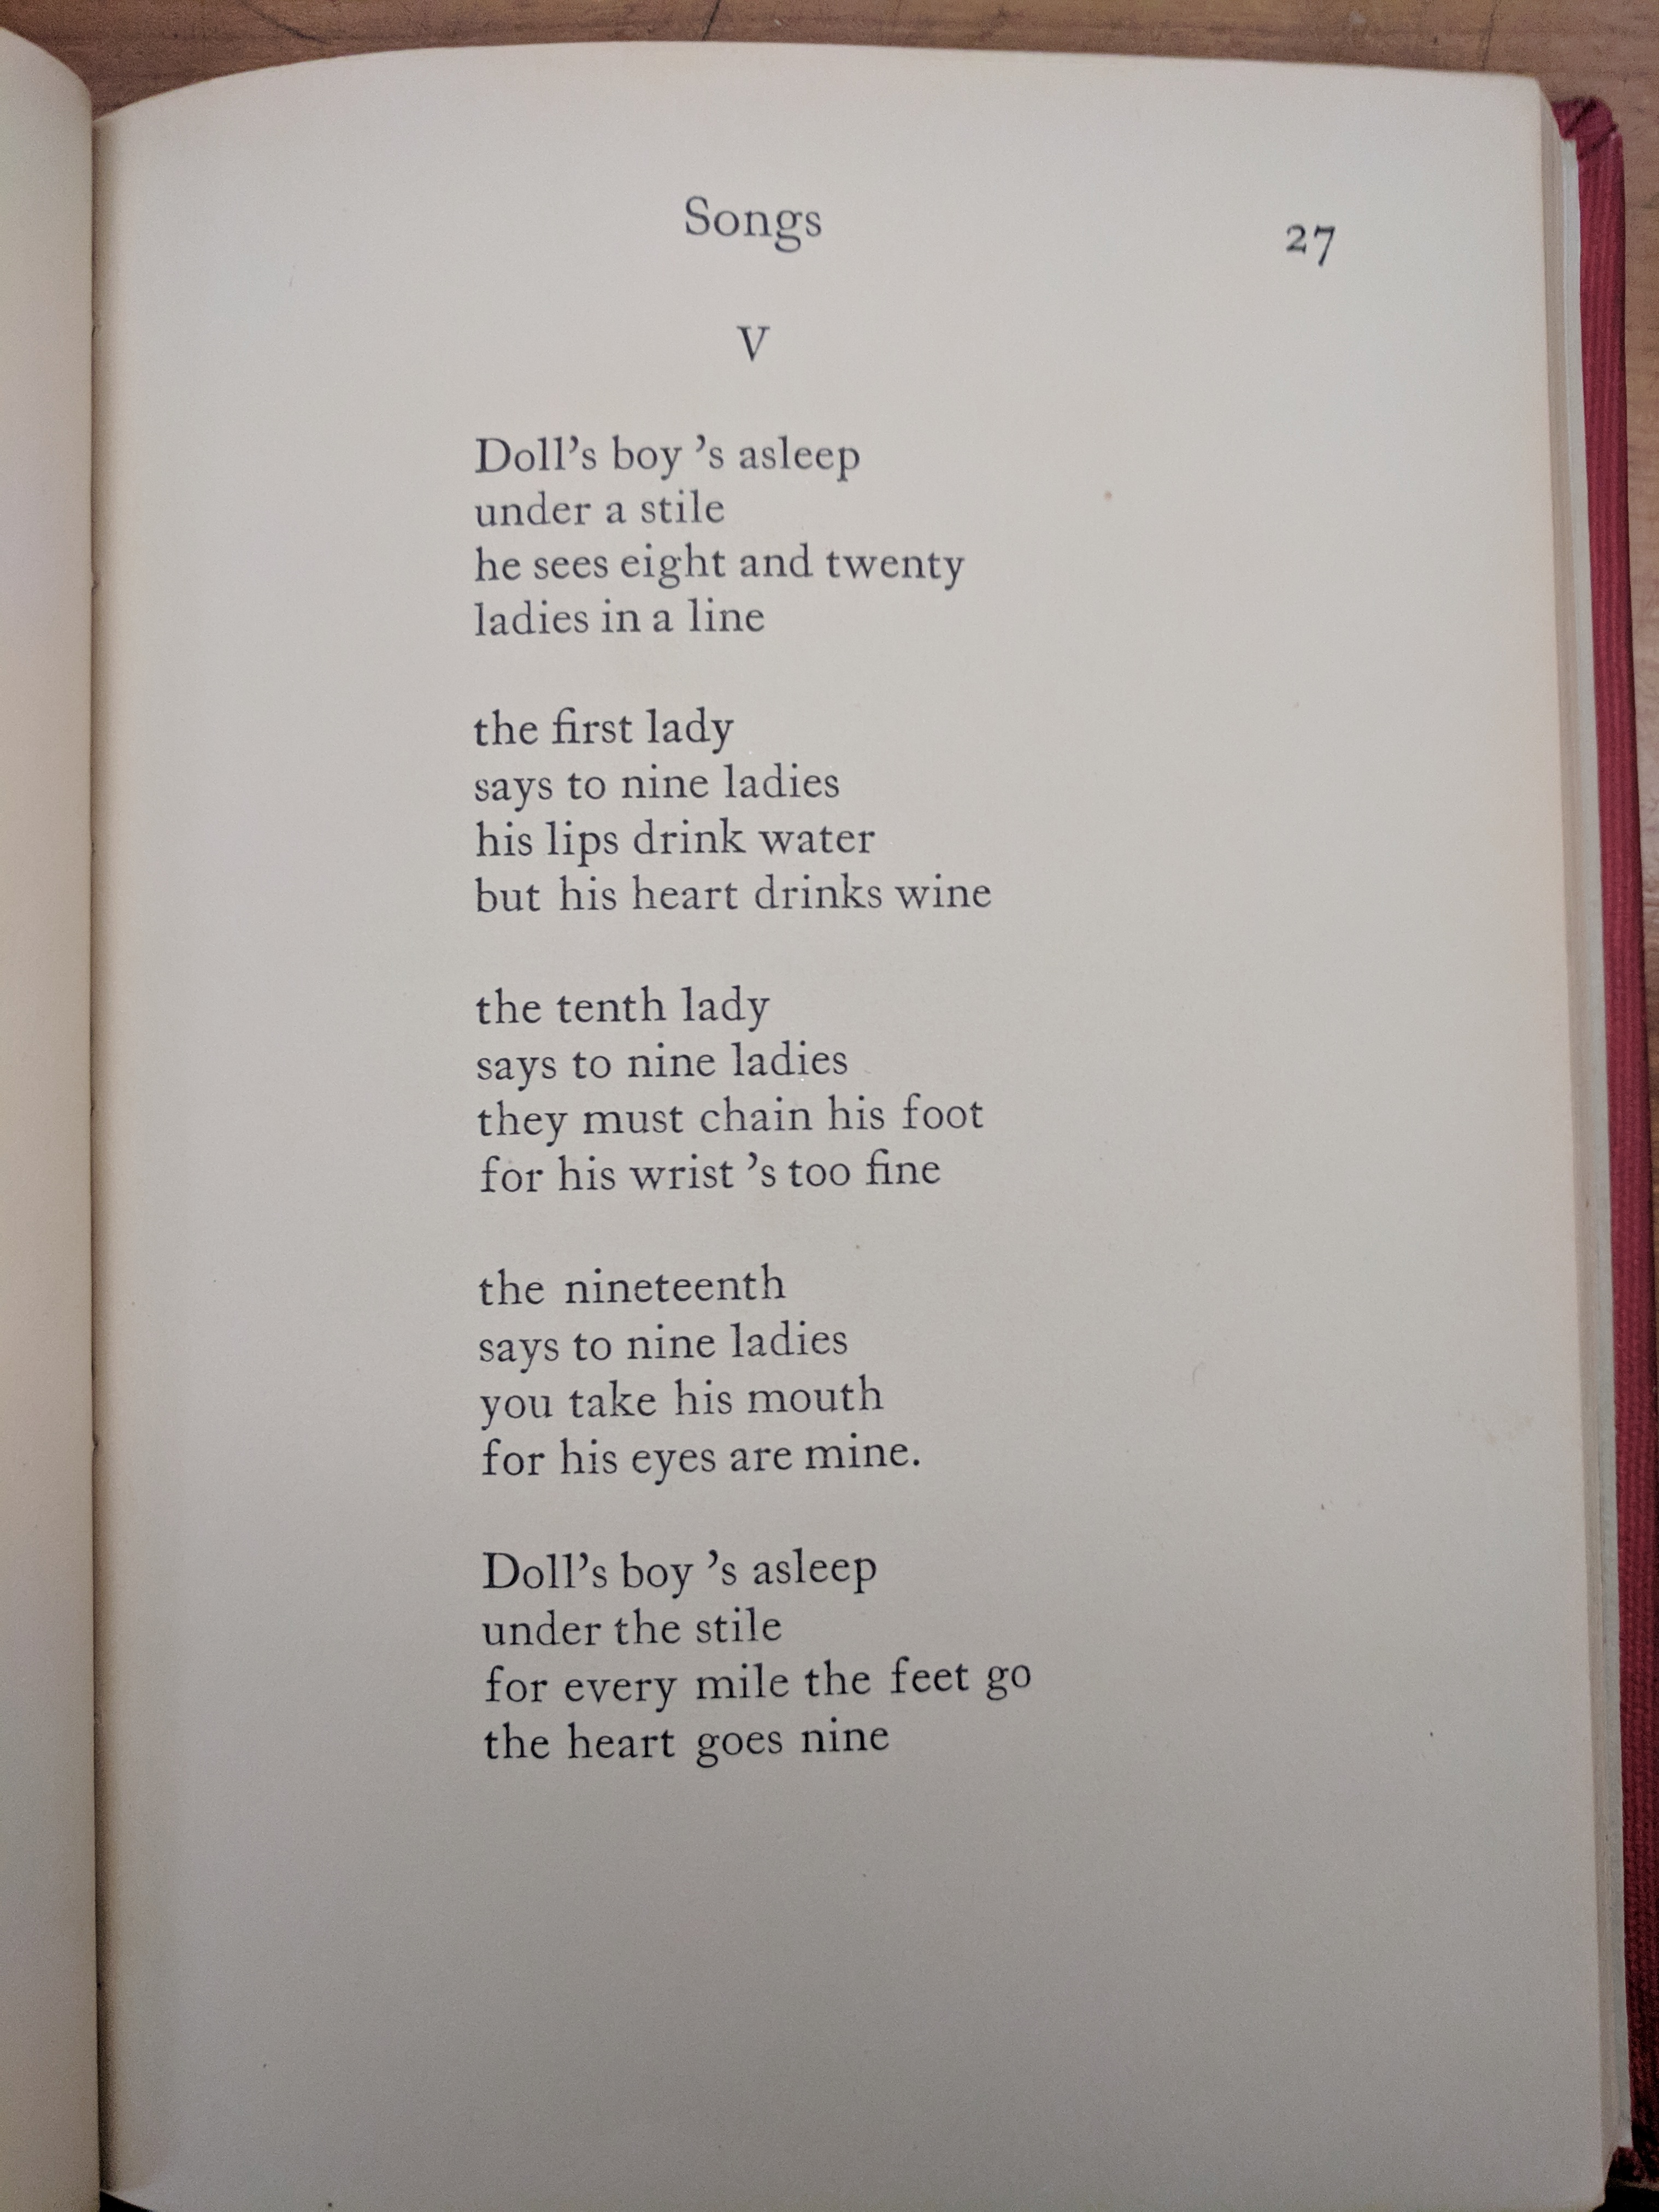 Songs
27
V
Doll’s boy ’s asleep
under a stile
he sees eight and twenty
ladies in a line
the first lady
says to nine ladies
his lips drink water
but his heart drinks wine
the tenth lady
says to nine ladies
they must chain his foot
for his wrist ’s too fine
the nineteenth
says to nine ladies
you take his mouth
for his eyes are mine.
Doll’s boy ’s asleep
under the stile
for every mile the feet go
the heart goes nine